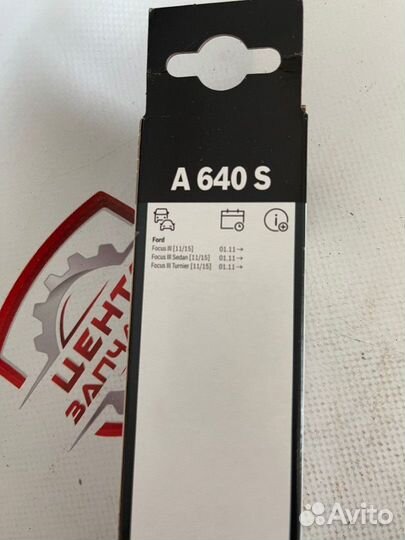 A 640 S
Ford
Focus III [11/15] 01.11→
Focus III Sedan [11/15] 01.11→
Focus III Turnier [11/15] 01.11→
ЦЕНТР
ЗАПЧА
Avito